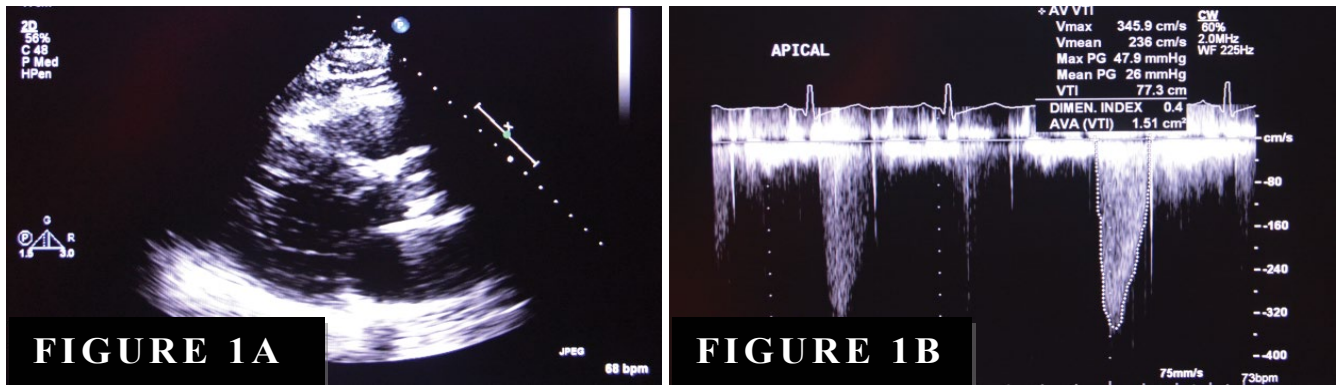 2D
56%
C 48
P Med
HPen
P
G
P R
1.5 3.0
JPEG
68 bpm
FIGURE 1A
APICAL
AV VTI
Vmax 345.9 cm/s
Vmean 236 cm/s
Max PG 47.9 mmHg
Mean PG 26 mmHg
VTI 77.3 cm
DIMEN. INDEX 0.4
AVA (VTI) 1.51 cm²
CW
60%
2.0MHz
WF 225Hz
cm/s
-80
-160
-240
-320
-400
75mm/s
73bpm
FIGURE 1B